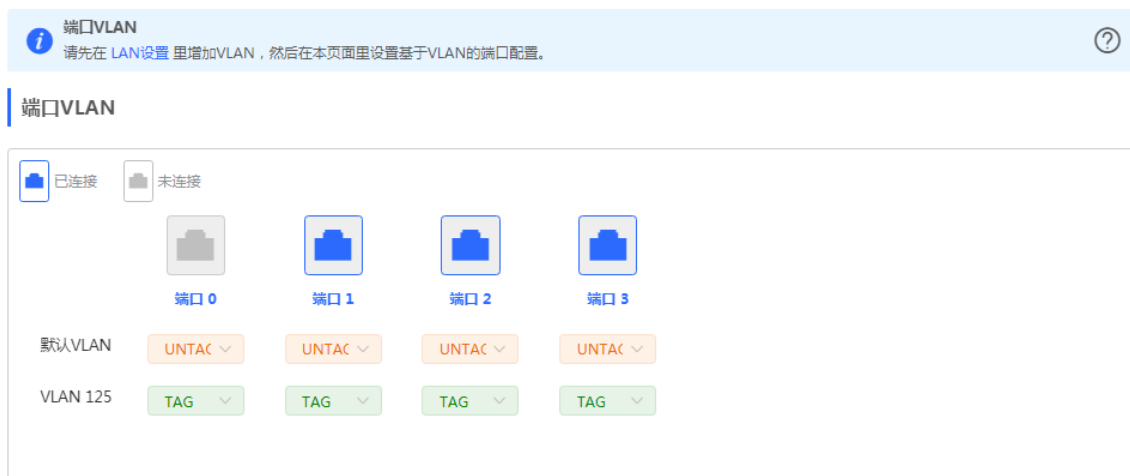 端口VLAN
请先在 LAN设置 里增加VLAN，然后在本页面里设置基于VLAN的端口配置。
端口VLAN
已连接 未连接
端口 0 端口 1 端口 2 端口 3
默认VLAN UNTAG UNTAG UNTAG UNTAG
VLAN 125 TAG TAG TAG TAG